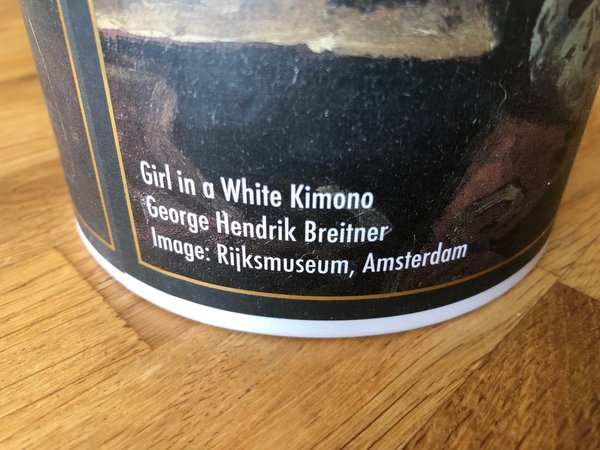 Girl in a White Kimono
George Hendrik Breitner
Image: Rijksmuseum, Amsterdam